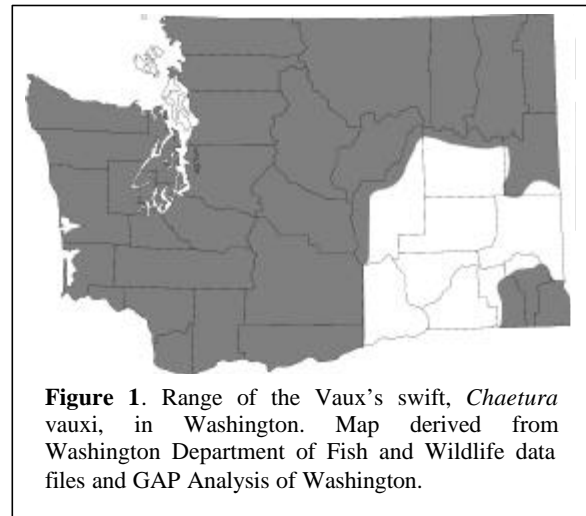 Figure 1. Range of the Vaux's swift, Chaetura
vauxi, in Washington. Map derived from
Washington Department of Fish and Wildlife data
files and GAP Analysis of Washington.